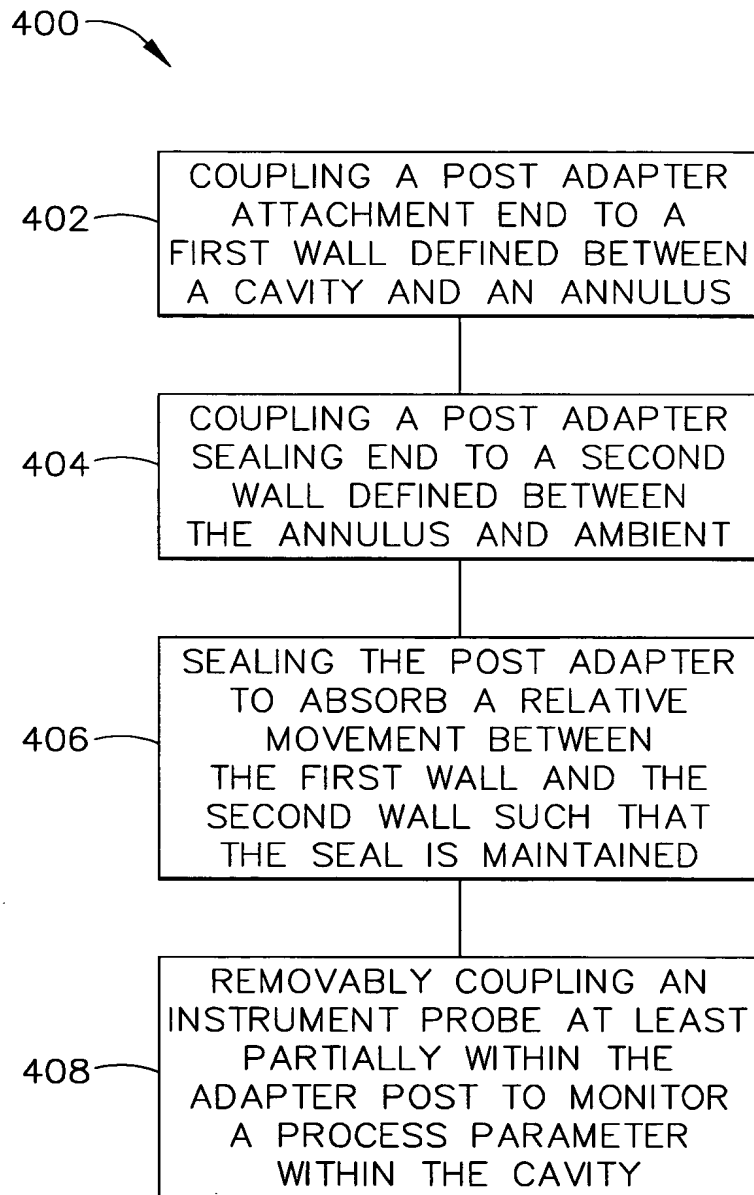 400
402
COUPLING A POST ADAPTER
ATTACHMENT END TO A
FIRST WALL DEFINED BETWEEN
A CAVITY AND AN ANNULUS
404
COUPLING A POST ADAPTER
SEALING END TO A SECOND
WALL DEFINED BETWEEN
THE ANNULUS AND AMBIENT
406
SEALING THE POST ADAPTER
TO ABSORB A RELATIVE
MOVEMENT BETWEEN
THE FIRST WALL AND THE
SECOND WALL SUCH THAT
THE SEAL IS MAINTAINED
408
REMOVABLY COUPLING AN
INSTRUMENT PROBE AT LEAST
PARTIALLY WITHIN THE
ADAPTER POST TO MONITOR
A PROCESS PARAMETER
WITHIN THE CAVITY